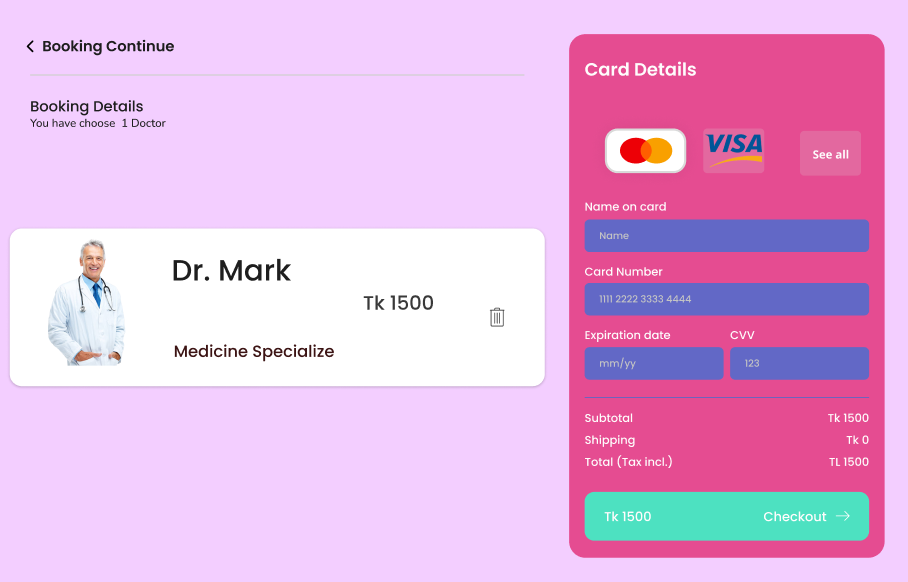 Booking Continue
Booking Details
You have choose 1 Doctor
Dr. Mark
Tk 1500
Medicine Specialize
Card Details
VISA
See all
Name on card
Name
Card Number
1111 2222 3333 4444
Expiration date CVV
mm/yy 123
Subtotal Tk 1500
Shipping Tk 0
Total (Tax incl.) TL 1500
Tk 1500 Checkout